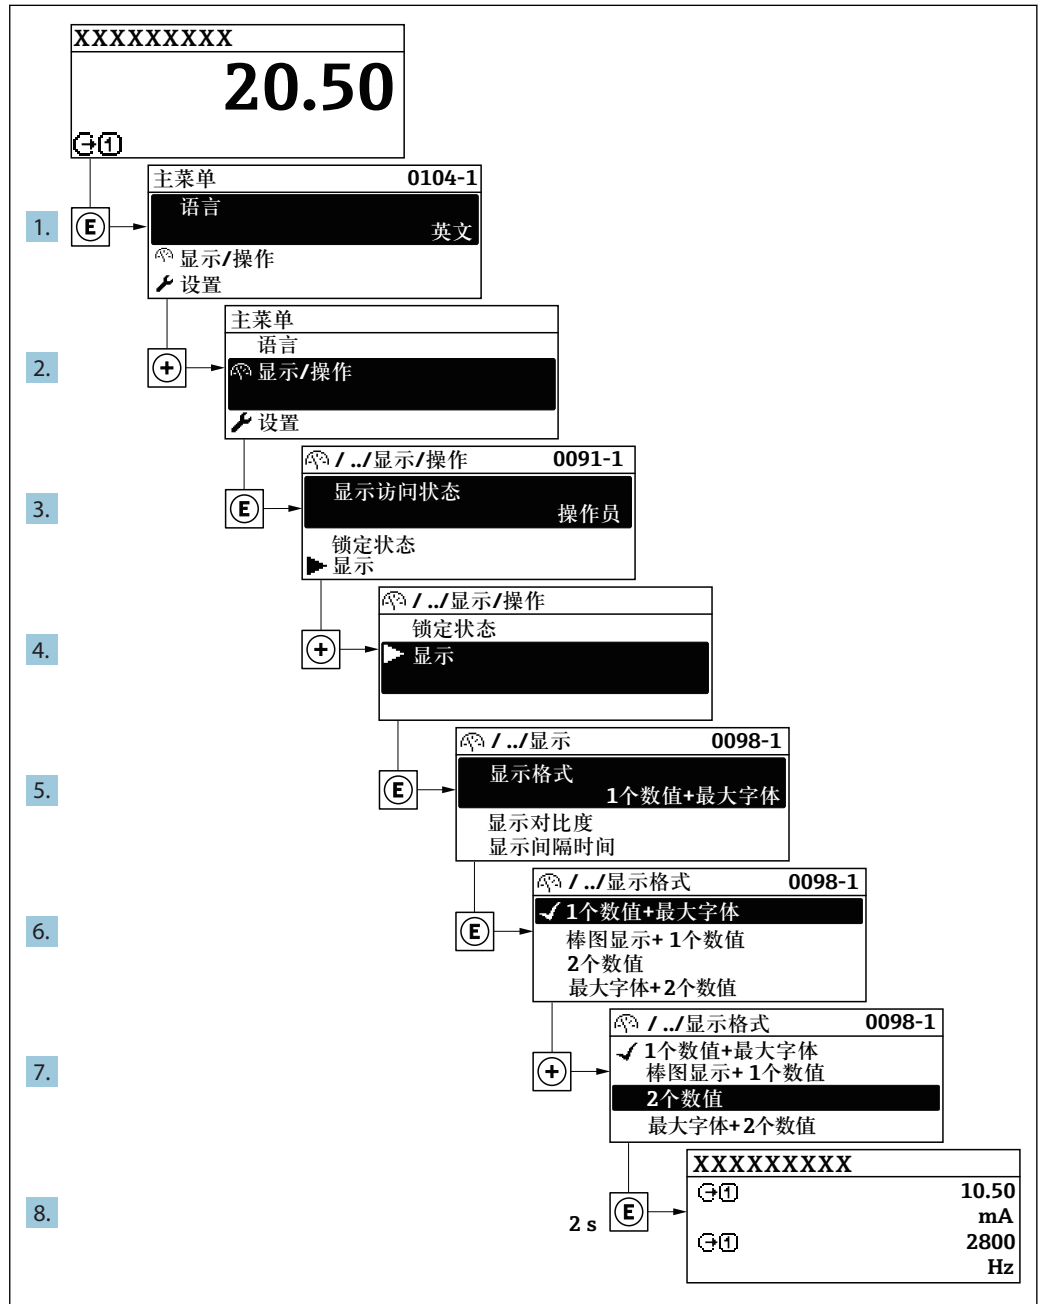 XXXXXXXXX
20.50
1
主菜单 0104-1
语言
英文
显示/操作
设置
1. E
主菜单
语言
显示/操作
设置
2. +
/ ../显示/操作 0091-1
显示访问状态
操作员
锁定状态
显示
3. E
/ ../显示/操作
锁定状态
显示
4. +
/ ../显示 0098-1
显示格式
1个数值+最大字体
显示对比度
显示间隔时间
5. E
/ ../显示格式 0098-1
1个数值+最大字体
棒图显示+ 1个数值
2个数值
最大字体+ 2个数值
6. E
/ ../显示格式 0098-1
1个数值+最大字体
棒图显示+ 1个数值
2个数值
最大字体+ 2个数值
7. +
XXXXXXXXX
1 10.50
mA
1 2800
Hz
8. 2 s E